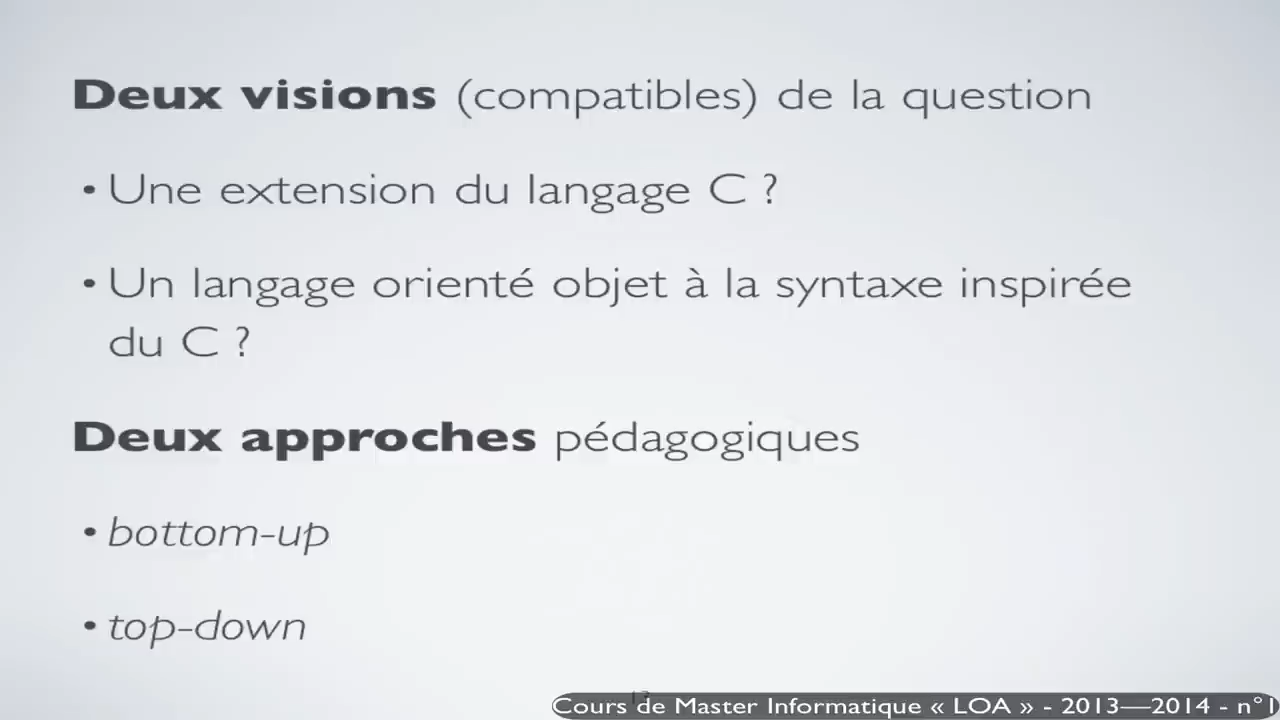 Deux visions (compatibles) de la question
• Une extension du langage C ?
• Un langage orienté objet à la syntaxe inspirée
du C ?
Deux approches pédagogiques
• bottom-up
• top-down
Cours de Master Informatique « LOA » - 2013—2014 - n°1